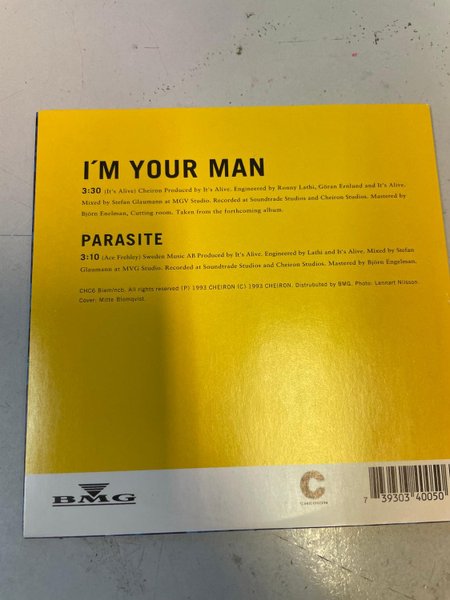 I´M YOUR MAN
3:30 (It's Alive) Cheiron Produced by It's Alive. Engineered by Ronny Lathi, Göran Ernlund and It's Alive,
Mixed by Stefan Glaumann at MGV Studio. Recorded at Soundtrade Studios and Cheiron Studios. Mastered by
Björn Enelsman, Cutting room. Taken from the forthcoming album.
PARASITE
3:10 (Ace Frehley) Sweden Music AB Produced by It's Alive. Engineered by Lathi and It's Alive, Mixed by Stefan
Glaumann at MVG Studio. Recorded at Soundtrade Studios and Cheiron Studios. Mastered by Björn Engelsman,
CHC6 Biem/ncb. All rights reserved (P) 1993 CHEIRON (C) 1993 CHEIRON. Distrubuted by BMG. Photo: Lennart Nilsson.
Cover: Mitte Blomqvist.
BMG
C
CHEIRON
7 39303 40050